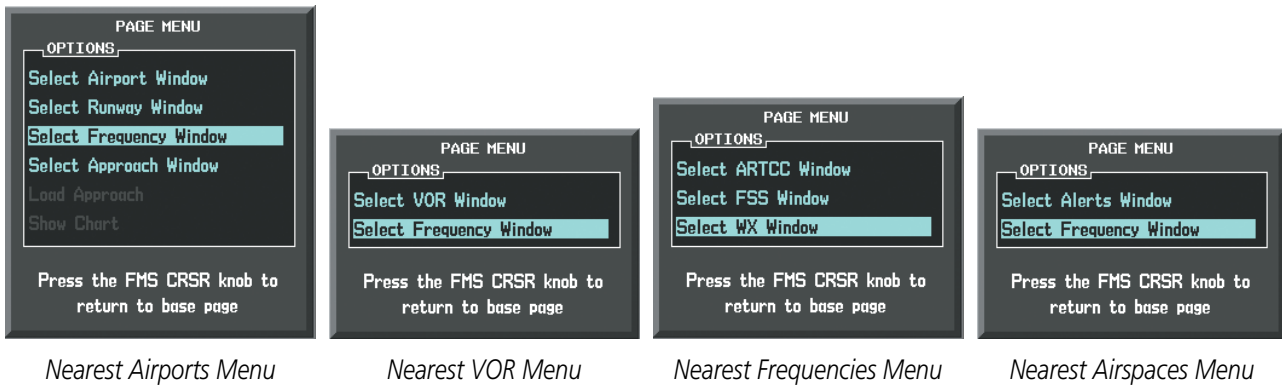 PAGE MENU
OPTIONS
Select Airport Window
Select Runway Window
Select Frequency Window
Select Approach Window
Load Approach
Show Chart
Press the FMS CRSR knob to
return to base page
Nearest Airports Menu
PAGE MENU
OPTIONS
Select VOR Window
Select Frequency Window
Press the FMS CRSR knob to
return to base page
Nearest VOR Menu
PAGE MENU
OPTIONS
Select ARTCC Window
Select FSS Window
Select WX Window
Press the FMS CRSR knob to
return to base page
Nearest Frequencies Menu
PAGE MENU
OPTIONS
Select Alerts Window
Select Frequency Window
Press the FMS CRSR knob to
return to base page
Nearest Airspaces Menu